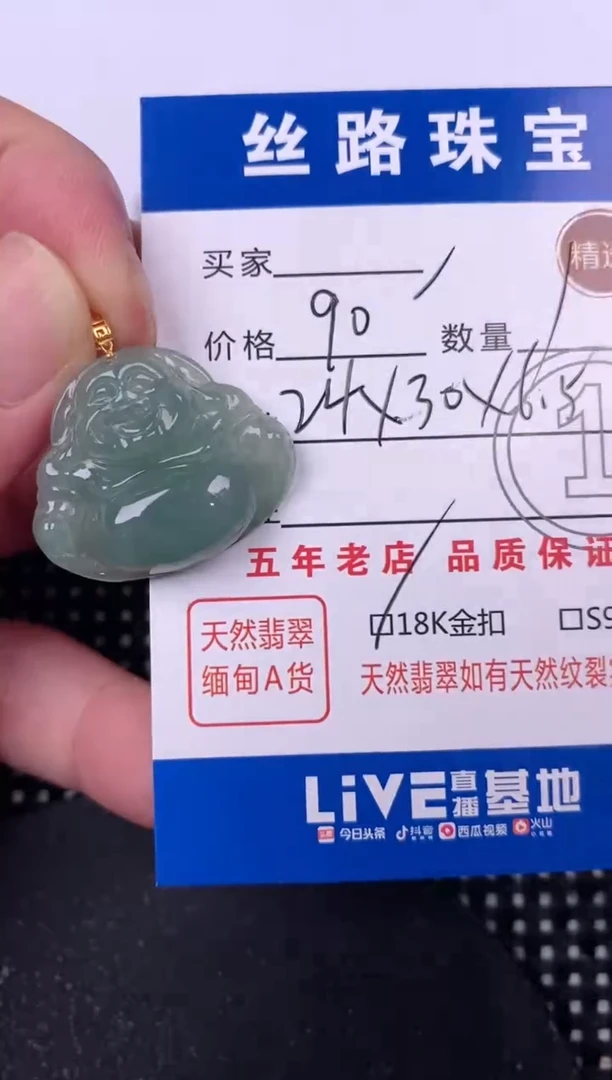 丝路珠宝
精选
买家
价格 90 数量
24X30X6.5
1
五年老店 品质保证
天然翡翠 □18K金扣 □S9
缅甸A货 天然翡翠如有天然纹裂
LiVE直播基地
今日头条 抖音 西瓜视频 火山